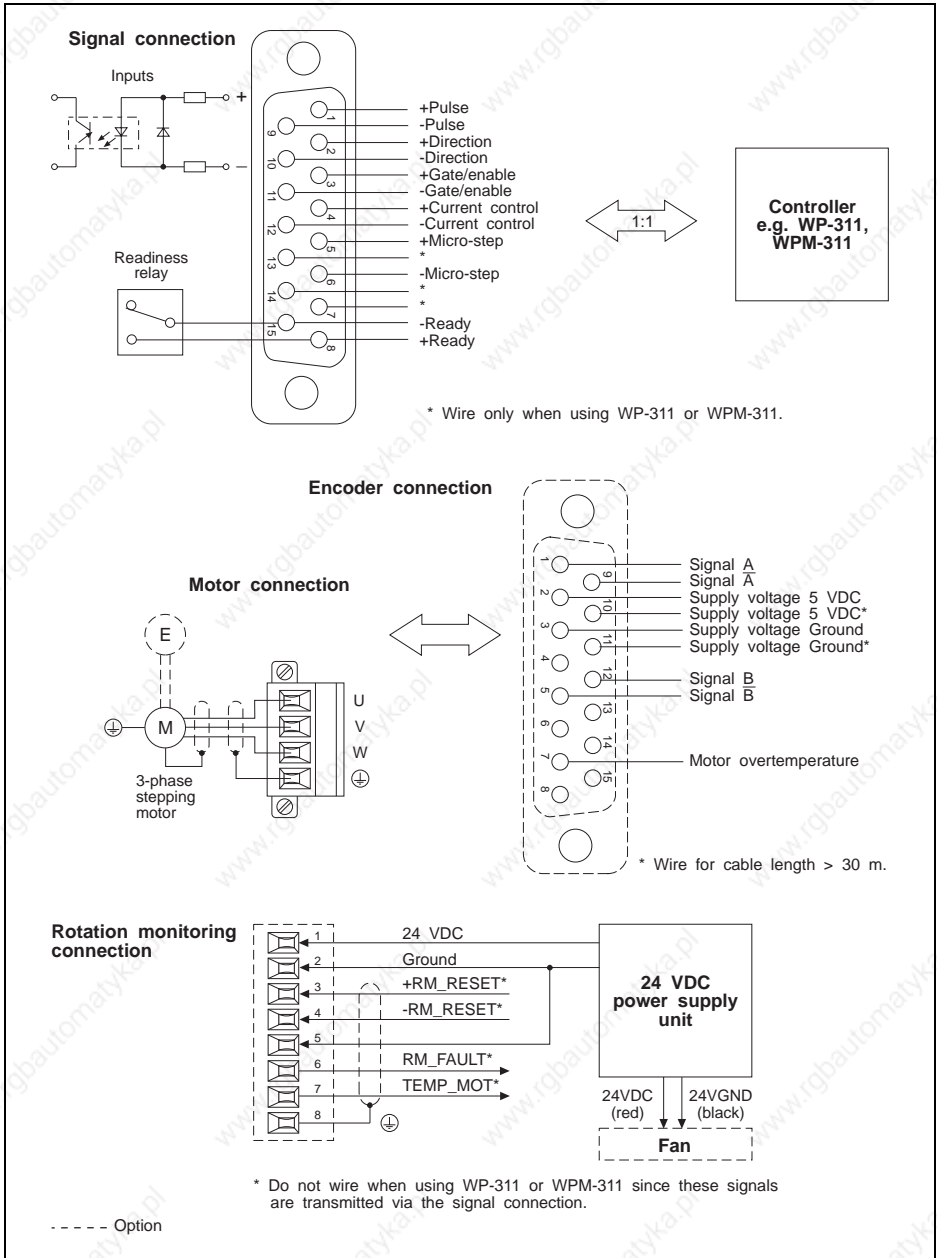 Signal connection
Inputs
+
-
Readiness
relay
1
2
3
4
5
6
7
8
9
10
11
12
13
14
15
+Pulse
-Pulse
+Direction
-Direction
+Gate/enable
-Gate/enable
+Current control
-Current control
+Micro-step
*
-Micro-step
*
*
-Ready
+Ready
1:1
Controller
e.g. WP-311,
WPM-311
* Wire only when using WP-311 or WPM-311.
Encoder connection
Motor connection
E
M
3-phase
stepping
motor
U
V
W
1
2
3
4
5
6
7
8
9
10
11
12
13
14
15
Signal A
Signal A̅
Supply voltage 5 VDC
Supply voltage 5 VDC*
Supply voltage Ground
Supply voltage Ground*
Signal B
Signal B̅
Motor overtemperature
* Wire for cable length > 30 m.
Rotation monitoring
connection
1 24 VDC
2 Ground
3 +RM_RESET*
4 -RM_RESET*
5
6 RM_FAULT*
7 TEMP_MOT*
8
24 VDC
power supply
unit
24VDC
(red)
24VGND
(black)
Fan
* Do not wire when using WP-311 or WPM-311 since these signals
are transmitted via the signal connection.
- - - - - Option
www.rgbautomatyka.pl